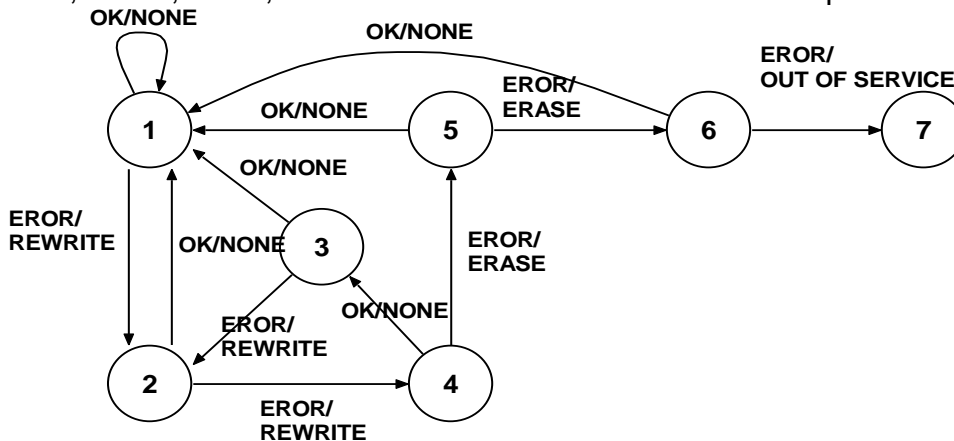 OK/NONE
OK/NONE
EROR/
OUT OF SERVICE
EROR/
ERASE
OK/NONE
1
5
6
7
OK/NONE
EROR/
REWRITE
OK/NONE
3
EROR/
ERASE
OK/NONE
EROR/
REWRITE
2
4
EROR/
REWRITE